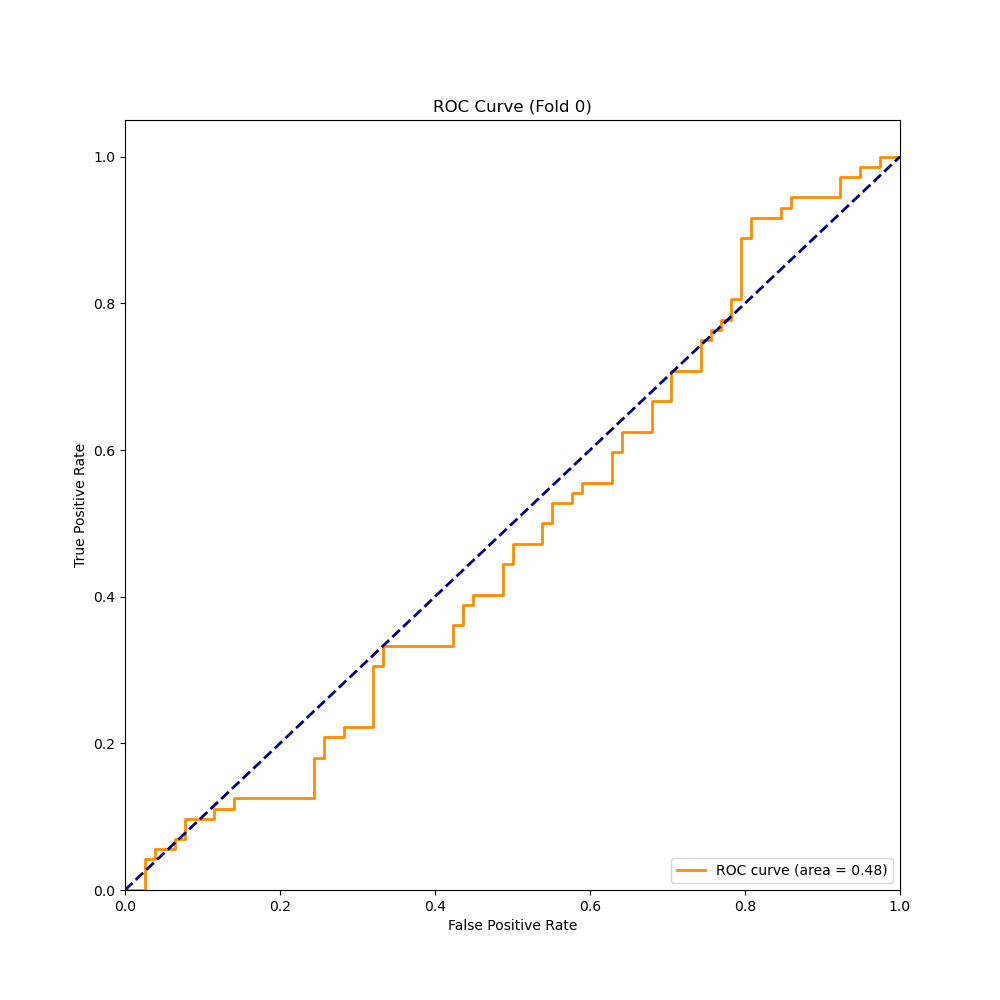 ROC Curve (Fold 0)
True Positive Rate
1.0
0.8
0.6
0.4
0.2
0.0
ROC curve (area = 0.48)
0.0 0.2 0.4 0.6 0.8 1.0
False Positive Rate